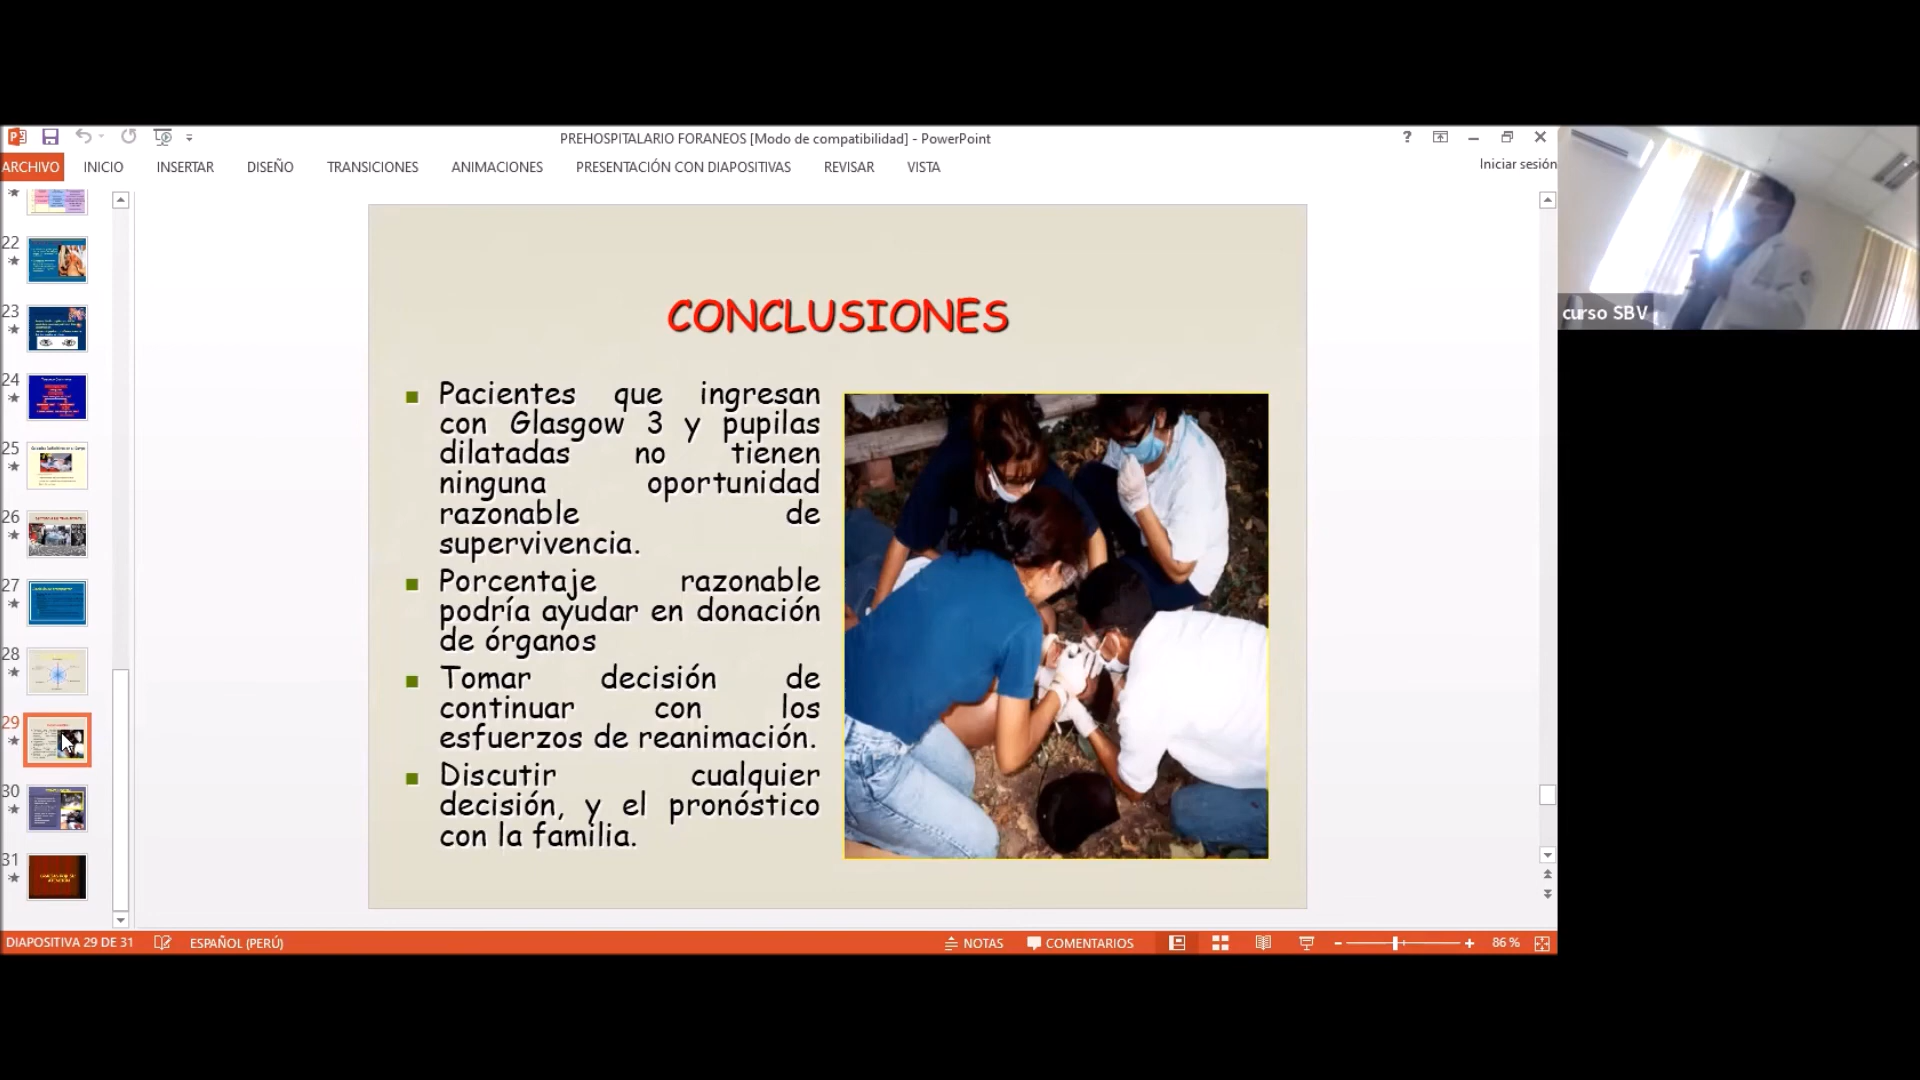 PREHOSPITALARIO FORANEOS [Modo de compatibilidad] - PowerPoint
?
ARCHIVO INICIO INSERTAR DISEÑO TRANSICIONES ANIMACIONES PRESENTACIÓN CON DIAPOSITIVAS REVISAR VISTA
Iniciar sesión
22
23
24
25
26
27
28
29
30
31
CONCLUSIONES
Pacientes que ingresan
con Glasgow 3 y pupilas
dilatadas no tienen
ninguna oportunidad
razonable de
supervivencia.
Porcentaje razonable
podría ayudar en donación
de órganos
Tomar decisión de
continuar con los
esfuerzos de reanimación.
Discutir cualquier
decisión, y el pronóstico
con la familia.
curso SBV
DIAPOSITIVA 29 DE 31 ESPAÑOL (PERÚ) NOTAS COMENTARIOS 86 %